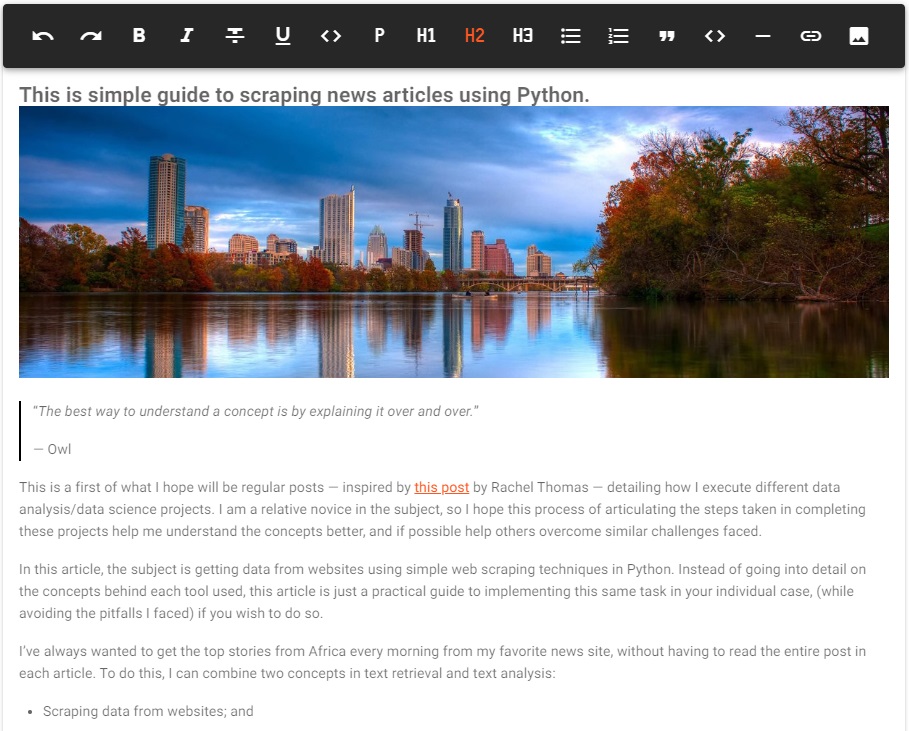 B I T U <> P H1 H2 H3 <>
This is simple guide to scraping news articles using Python.
“The best way to understand a concept is by explaining it over and over.”
— Owl
This is a first of what I hope will be regular posts — inspired by this post by Rachel Thomas — detailing how I execute different data
analysis/data science projects. I am a relative novice in the subject, so I hope this process of articulating the steps taken in completing
these projects help me understand the concepts better, and if possible help others overcome similar challenges faced.
In this article, the subject is getting data from websites using simple web scraping techniques in Python. Instead of going into detail on
the concepts behind each tool used, this article is just a practical guide to implementing this same task in your individual case, (while
avoiding the pitfalls I faced) if you wish to do so.
I’ve always wanted to get the top stories from Africa every morning from my favorite news site, without having to read the entire post in
each article. To do this, I can combine two concepts in text retrieval and text analysis:
• Scraping data from websites; and